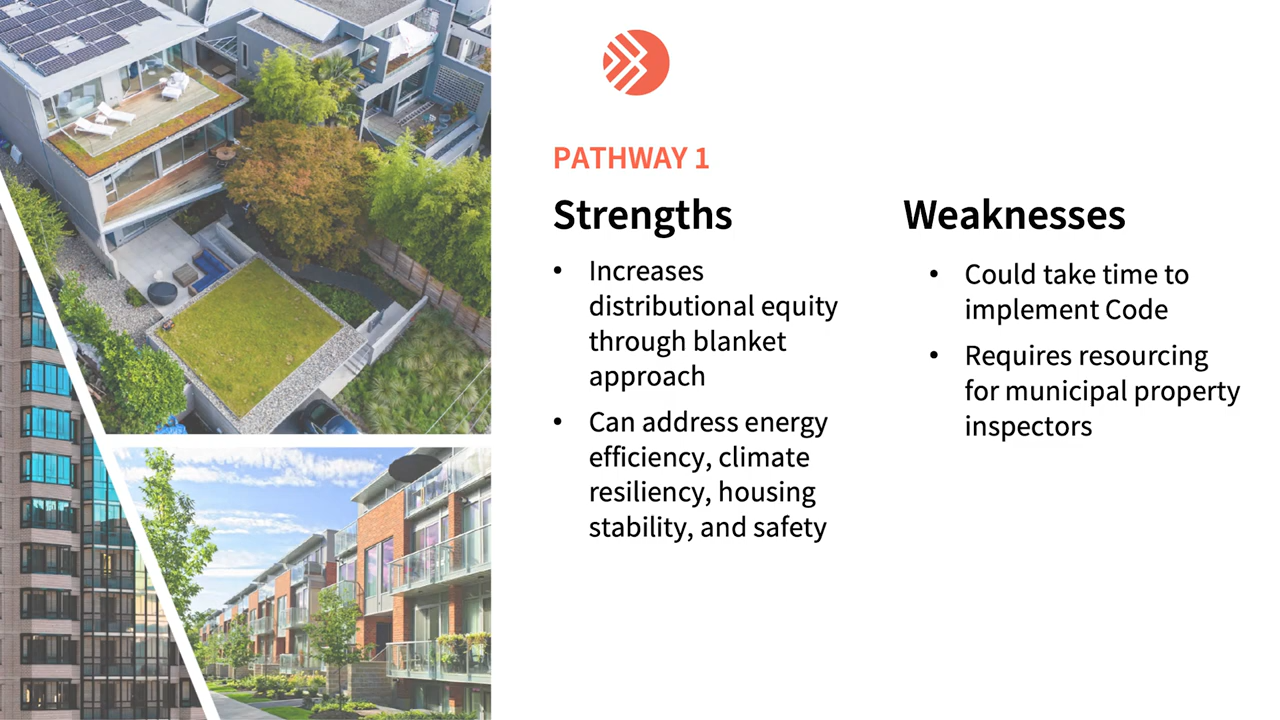 PATHWAY 1
Strengths
• Increases
distributional equity
through blanket
approach
• Can address energy
efficiency, climate
resiliency, housing
stability, and safety
Weaknesses
• Could take time to
implement Code
• Requires resourcing
for municipal property
inspectors